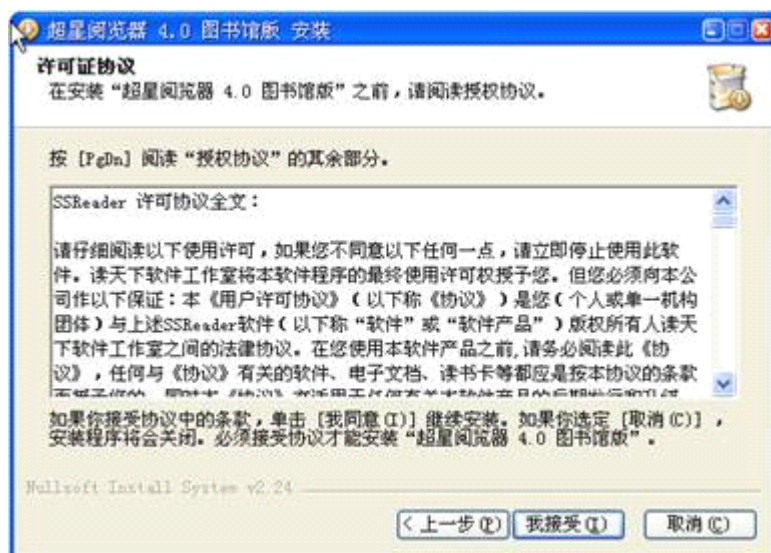 超星阅览器 4.0 图书馆版 安装
许可证协议
在安装“超星阅览器 4.0 图书馆版”之前，请阅读授权协议。
按 [PgDn] 阅读“授权协议”的其余部分。
SSReader 许可协议全文：
请仔细阅读以下使用许可，如果您不同意以下任何一点，请立即停止使用此软
件。读天下软件工作室将本软件程序的最终使用许可权授予您。但您必须向本公
司作以下保证：本《用户许可协议》（以下称《协议》）是您（个人或单一机构
团体）与上述SSReader软件（以下称“软件”或“软件产品”）版权所有人读天
下软件工作室之间的法律协议。在您使用本软件产品之前,请务必阅读此《协
议》，任何与《协议》有关的软件、电子文档、读书卡等都应是按本协议的条款
如果你接受协议中的条款，单击 [我同意(I)] 继续安装。如果你选定 [取消(C)]，
安装程序将会关闭。必须接受协议才能安装“超星阅览器 4.0 图书馆版”。
Nullsoft Install System v2.24
< 上一步(P) 我接受(I) 取消(C)